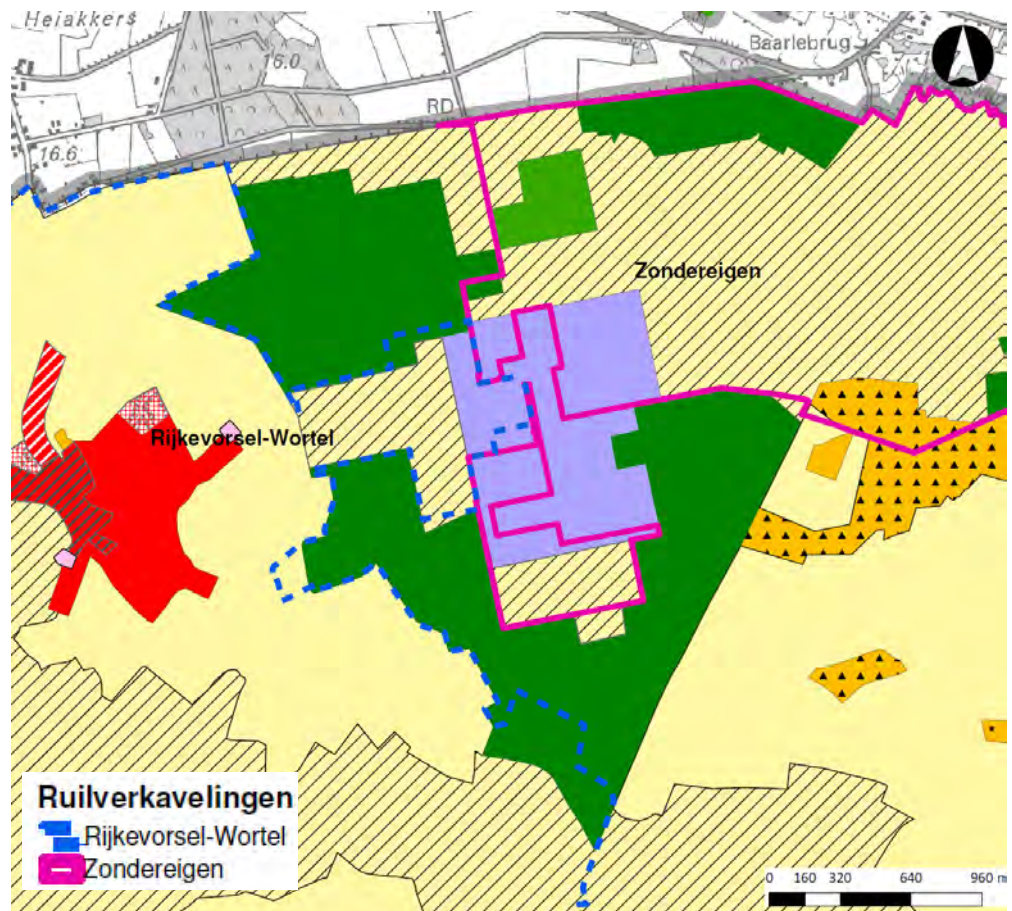 Heiakkers
16.0
Baarlebrug
RD
16.6
Zondereigen
Rijkevorsel-Wortel
Ruilverkavelingen
Rijkevorsel-Wortel
Zondereigen
0 160 320 640 960 m